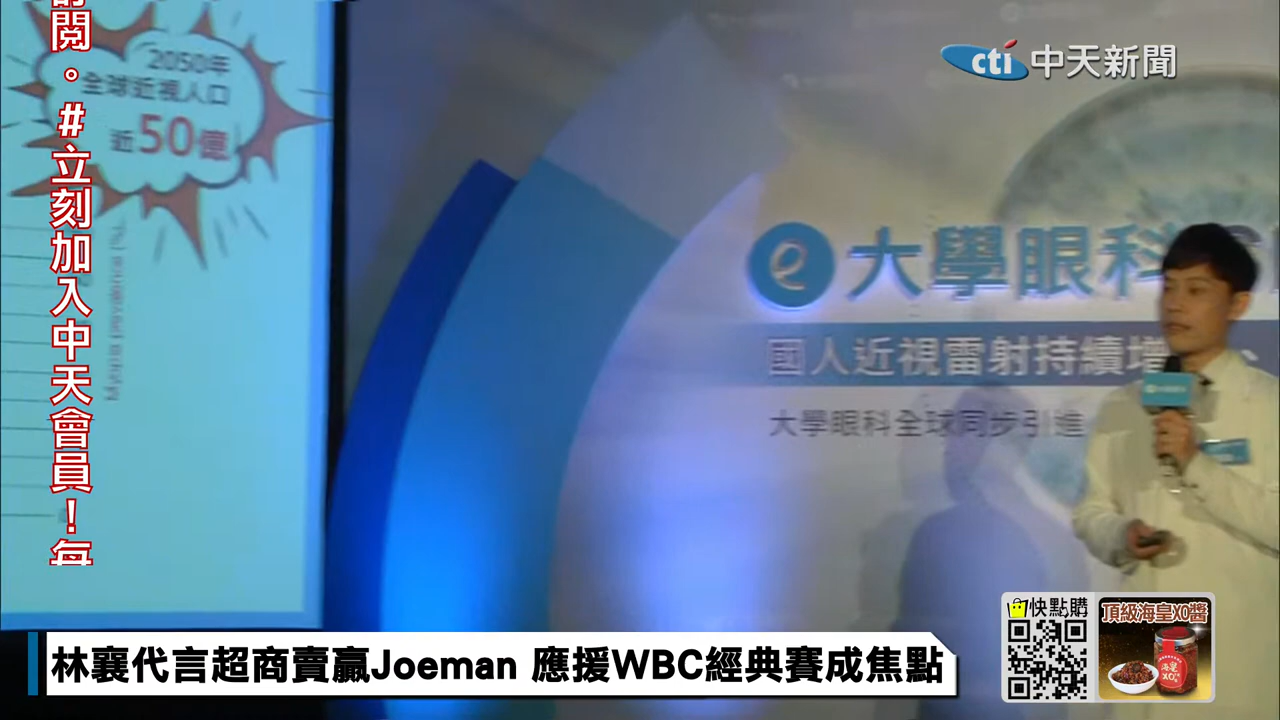 訂閱。#立刻加入中天會員！每
2050年
全球近視人口
近50億
Myopia prevalence (%)
cti 中天新聞
e 大學眼科
國人近視雷射持續增
大學眼科全球同步引進
快點購
頂級海皇XO醬
林襄代言超商賣贏Joeman 應援WBC經典賽成焦點